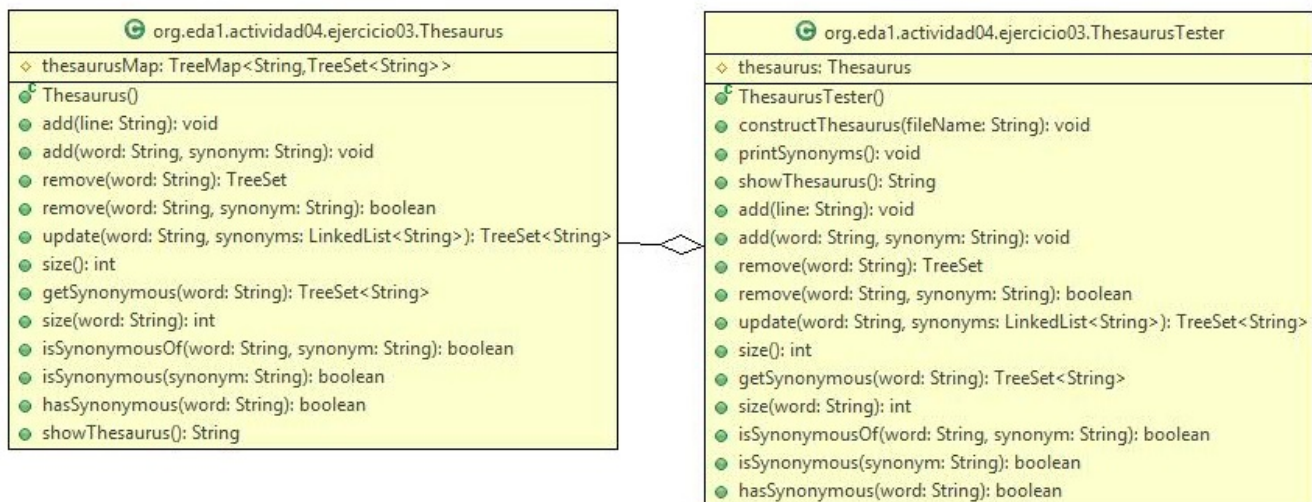 org.eda1.actividad04.ejercicio03.Thesaurus
thesaurusMap: TreeMap<String,TreeSet<String>>
Thesaurus()
add(line: String): void
add(word: String, synonym: String): void
remove(word: String): TreeSet
remove(word: String, synonym: String): boolean
update(word: String, synonyms: LinkedList<String>): TreeSet<String>
size(): int
getSynonymous(word: String): TreeSet<String>
size(word: String): int
isSynonymousOf(word: String, synonym: String): boolean
isSynonymous(synonym: String): boolean
hasSynonymous(word: String): boolean
showThesaurus(): String
org.eda1.actividad04.ejercicio03.ThesaurusTester
thesaurus: Thesaurus
ThesaurusTester()
constructThesaurus(fileName: String): void
printSynonyms(): void
showThesaurus(): String
add(line: String): void
add(word: String, synonym: String): void
remove(word: String): TreeSet
remove(word: String, synonym: String): boolean
update(word: String, synonyms: LinkedList<String>): TreeSet<String>
size(): int
getSynonymous(word: String): TreeSet<String>
size(word: String): int
isSynonymousOf(word: String, synonym: String): boolean
isSynonymous(synonym: String): boolean
hasSynonymous(word: String): boolean